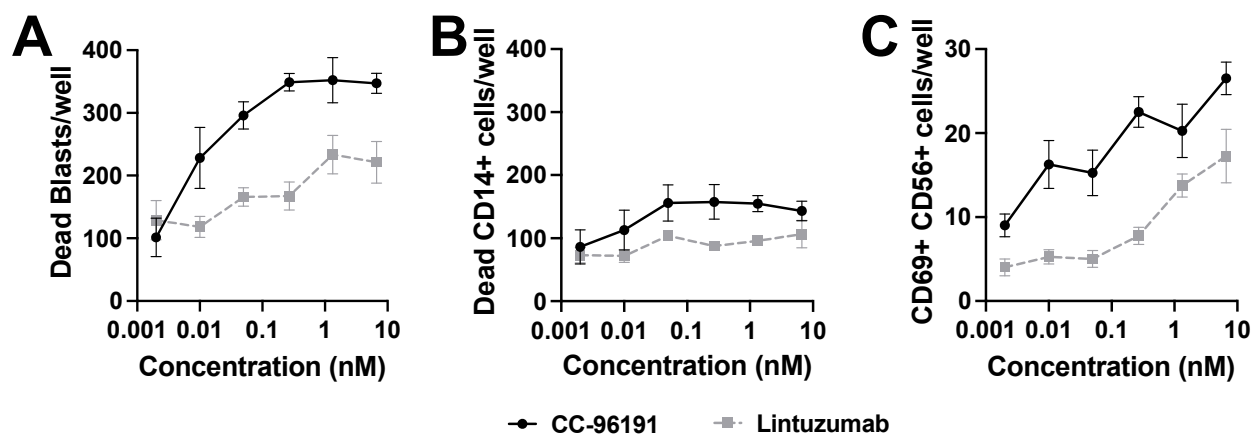 A
Dead Blasts/well
400
300
200
100
0
0.001 0.01 0.1 1 10
Concentration (nM)
B
Dead CD14+ cells/well
400
300
200
100
0
0.001 0.01 0.1 1 10
Concentration (nM)
C
CD69+ CD56+ cells/well
30
20
10
0
0.001 0.01 0.1 1 10
Concentration (nM)
CC-96191 Lintuzumab